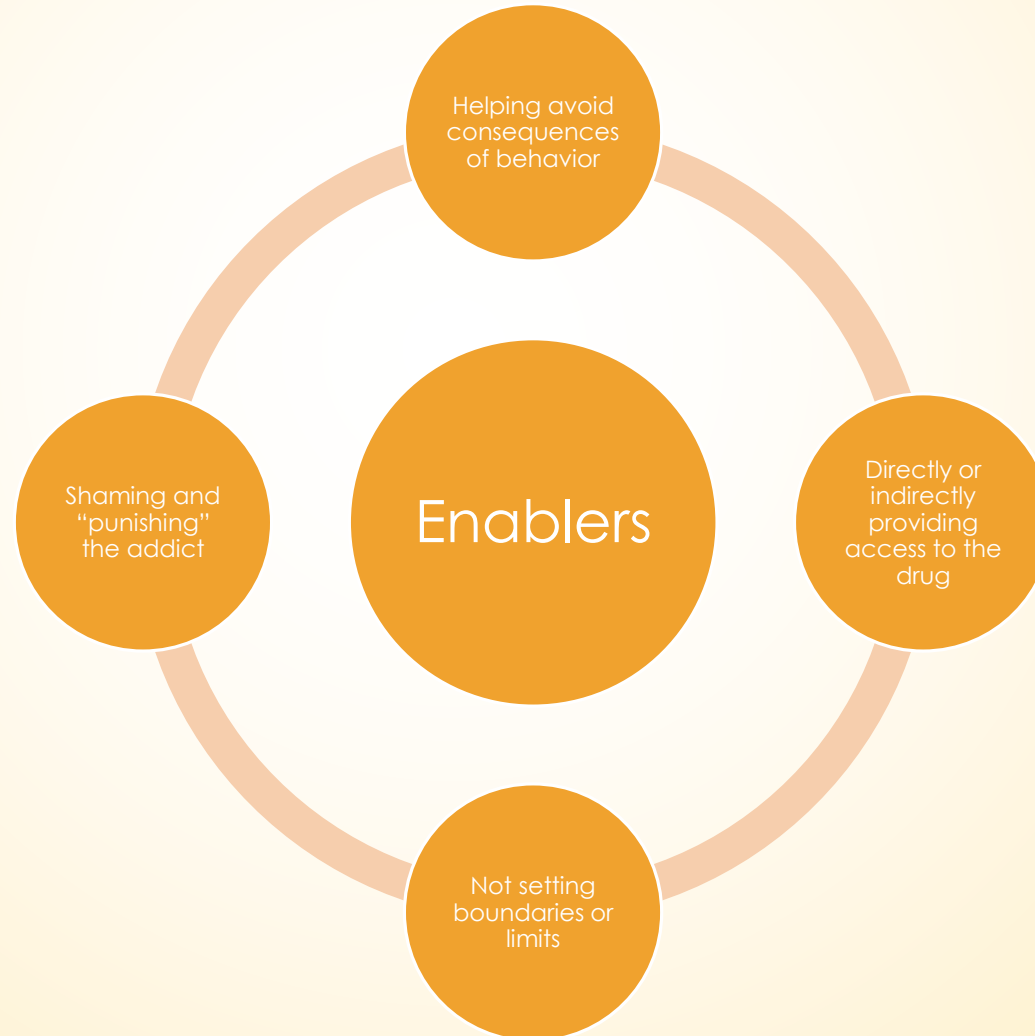 Helping avoid
consequences
of behavior
Shaming and
“punishing”
the addict
Enablers
Directly or
indirectly
providing
access to the
drug
Not setting
boundaries or
limits